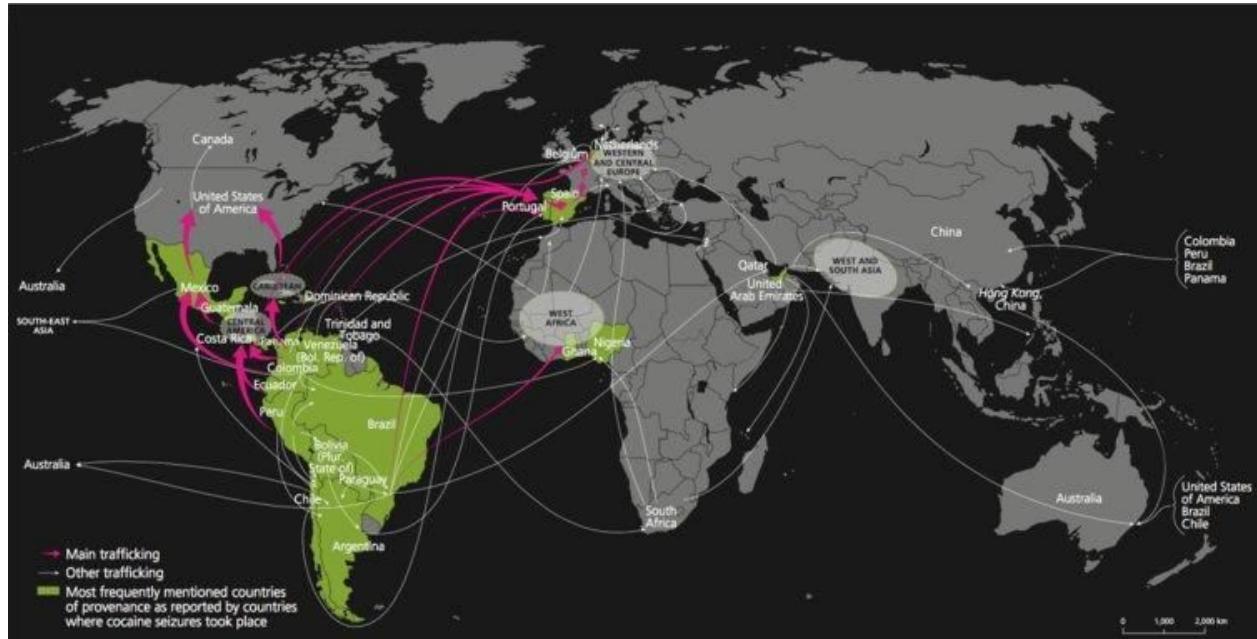 Canada
United States
of America
Australia
SOUTH-EAST
ASIA
Mexico
Guatemala
CENTRAL
AMERICA
Costa Rica
Panama
CARIBBEAN
Dominican Republic
Trinidad and
Tobago
Venezuela
(Bol. Rep. of)
Colombia
Ecuador
Peru
Brazil
Bolivia
(Plur.
State of)
Paraguay
Chile
Argentina
Australia
Netherlands
Belgium
WESTERN
AND CENTRAL
EUROPE
Spain
Portugal
WEST
AFRICA
Ghana
Nigeria
South
Africa
Qatar
United
Arab Emirates
WEST AND
SOUTH ASIA
China
Hong Kong,
China
Colombia
Peru
Brazil
Panama
Australia
United States
of America
Brazil
Chile
Main trafficking
Other trafficking
Most frequently mentioned countries
of provenance as reported by countries
where cocaine seizures took place
0 1,000 2,000 km